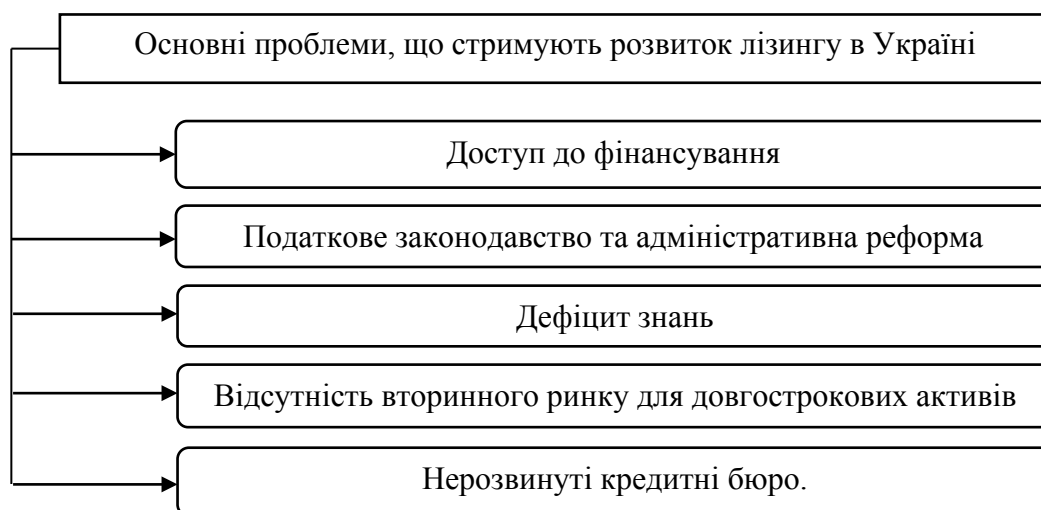 Основні проблеми, що стримують розвиток лізингу в Україні
Доступ до фінансування
Податкове законодавство та адміністративна реформа
Дефіцит знань
Відсутність вторинного ринку для довгострокових активів
Нерозвинуті кредитні бюро.